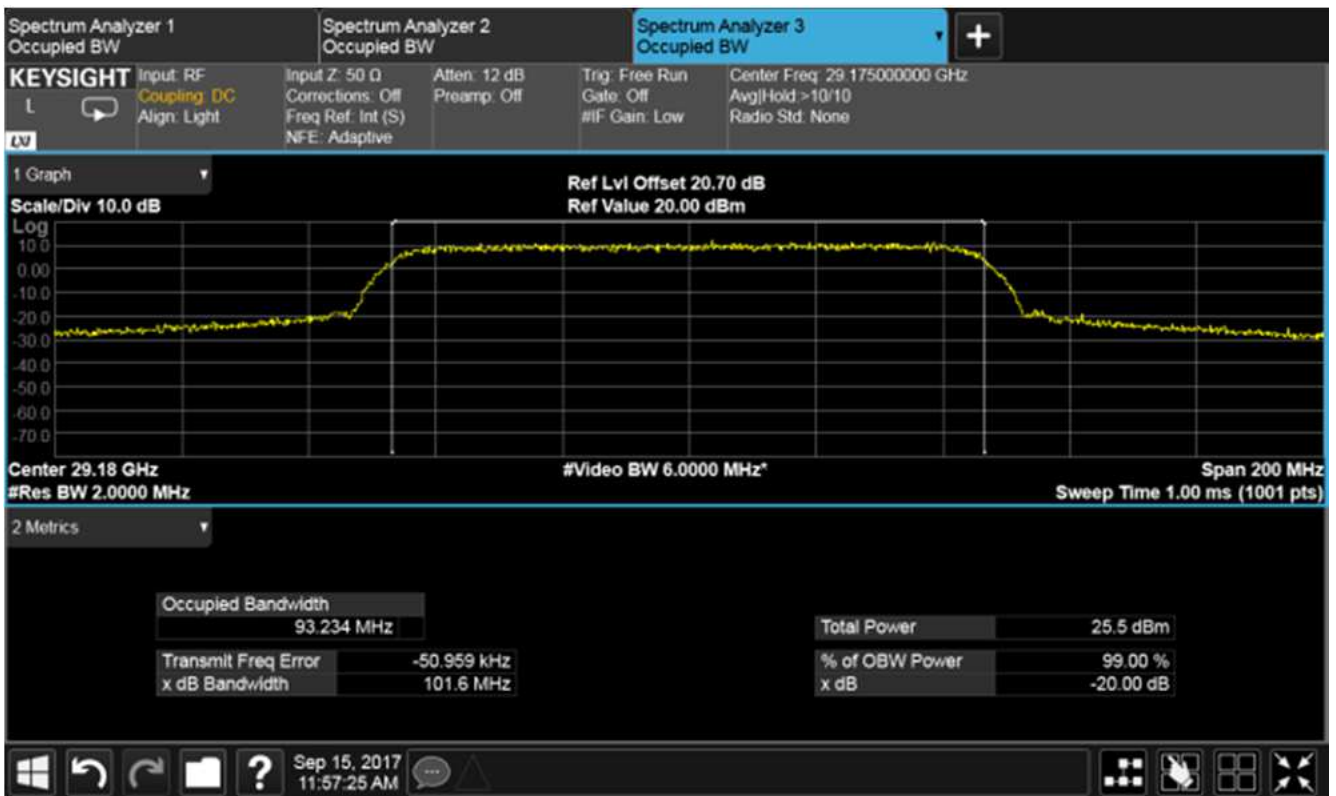 Spectrum Analyzer 1
Occupied BW
Spectrum Analyzer 2
Occupied BW
Spectrum Analyzer 3
Occupied BW
+
KEYSIGHT
L
LXI
Input: RF
Coupling: DC
Align: Light
Input Z: 50 Ω
Corrections: Off
Freq Ref: Int (S)
NFE: Adaptive
Atten: 12 dB
Preamp: Off
Trig: Free Run
Gate: Off
#IF Gain: Low
Center Freq: 29.175000000 GHz
Avg|Hold:>10/10
Radio Std: None
1 Graph
Scale/Div 10.0 dB
Ref Lvl Offset 20.70 dB
Ref Value 20.00 dBm
Log
10.0
0.00
-10.0
-20.0
-30.0
-40.0
-50.0
-60.0
-70.0
Center 29.18 GHz
#Res BW 2.0000 MHz
#Video BW 6.0000 MHz*
Span 200 MHz
Sweep Time 1.00 ms (1001 pts)
2 Metrics
Occupied Bandwidth
93.234 MHz
Transmit Freq Error -50.959 kHz
x dB Bandwidth 101.6 MHz
Total Power 25.5 dBm
% of OBW Power 99.00 %
x dB -20.00 dB
?
Sep 15, 2017
11:57:25 AM